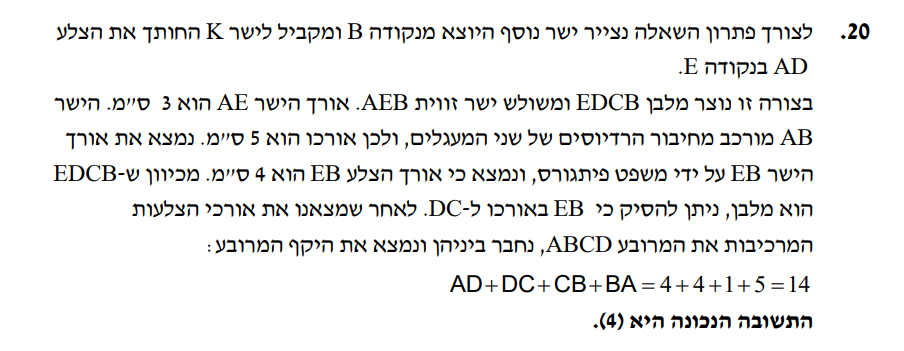 20. לצורך פתרון השאלה נצייר ישר נוסף היוצא מנקודה B ומקביל לישר K החותך את הצלע
AD בנקודה E.
בצורה זו נוצר מלבן EDCB ומשולש ישר זווית AEB. אורך הישר AE הוא 3 ס״מ. הישר
AB מורכב מחיבור הרדיוסים של שני המעגלים, ולכן אורכו הוא 5 ס״מ. נמצא את אורך
הישר EB על ידי משפט פיתגורס, ונמצא כי אורך הצלע EB הוא 4 ס״מ. מכיוון ש-EDCB
הוא מלבן, ניתן להסיק כי EB באורכו ל-DC. לאחר שמצאנו את אורכי הצלעות
המרכיבות את המרובע ABCD, נחבר ביניהן ונמצא את היקף המרובע:
AD+DC+CB+BA=4+4+1+5=14
התשובה הנכונה היא (4).